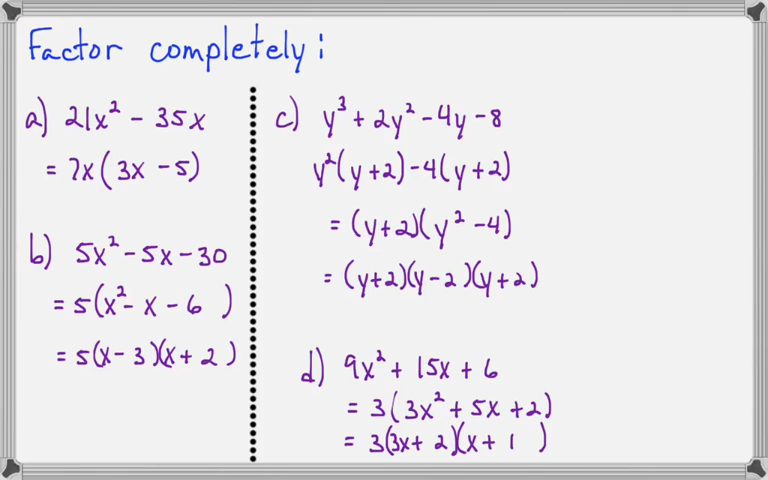 Factor completely:
a) 21x² - 35x
= 7x(3x - 5)
b) 5x² - 5x - 30
= 5(x² - x - 6 )
= 5(x - 3)(x + 2)
c) y³ + 2y² - 4y - 8
y²(y+2) - 4(y+2)
= (y+2)(y² - 4)
= (y+2)(y-2)(y+2)
d) 9x² + 15x + 6
= 3(3x² + 5x + 2)
= 3(3x + 2)(x + 1 )